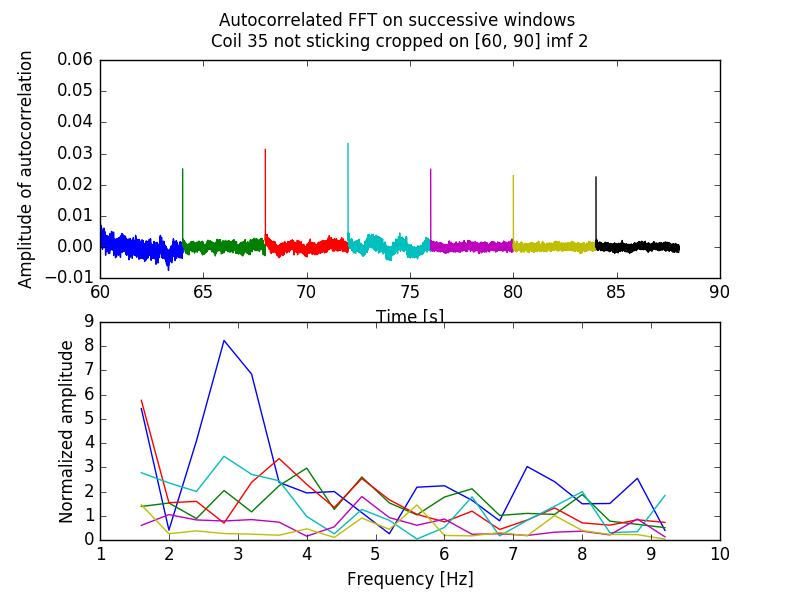 Autocorrelated FFT on successive windows
Coil 35 not sticking cropped on [60, 90] imf 2
Amplitude of autocorrelation
0.06
0.05
0.04
0.03
0.02
0.01
0.00
−0.01
60 65 70 75 80 85 90
Time [s]
Normalized amplitude
9
8
7
6
5
4
3
2
1
0
1 2 3 4 5 6 7 8 9 10
Frequency [Hz]